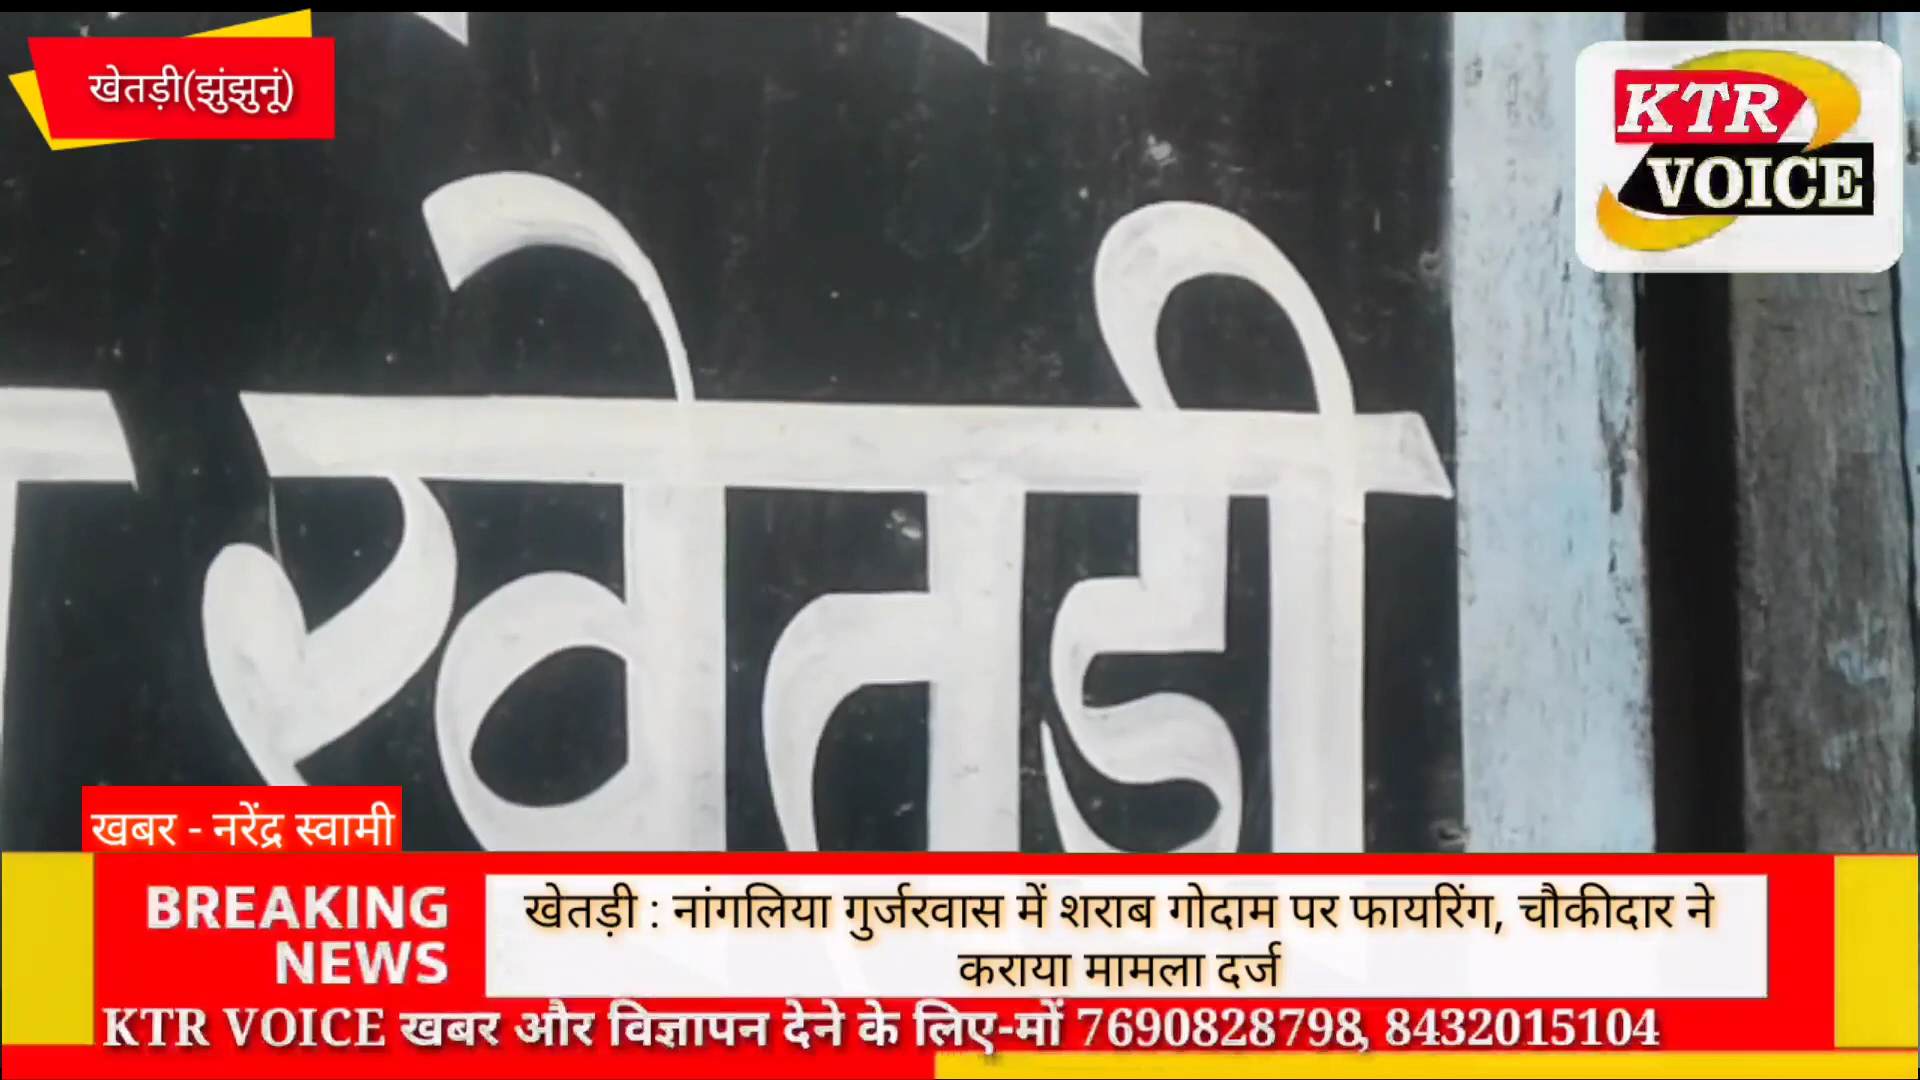 खेतड़ी(झुंझुनूं)
KTR
VOICE
खेतडी
खबर - नरेंद्र स्वामी
BREAKING
NEWS
खेतड़ी : नांगलिया गुर्जरवास में शराब गोदाम पर फायरिंग, चौकीदार ने
कराया मामला दर्ज
KTR VOICE खबर और विज्ञापन देने के लिए-मों 7690828798, 8432015104